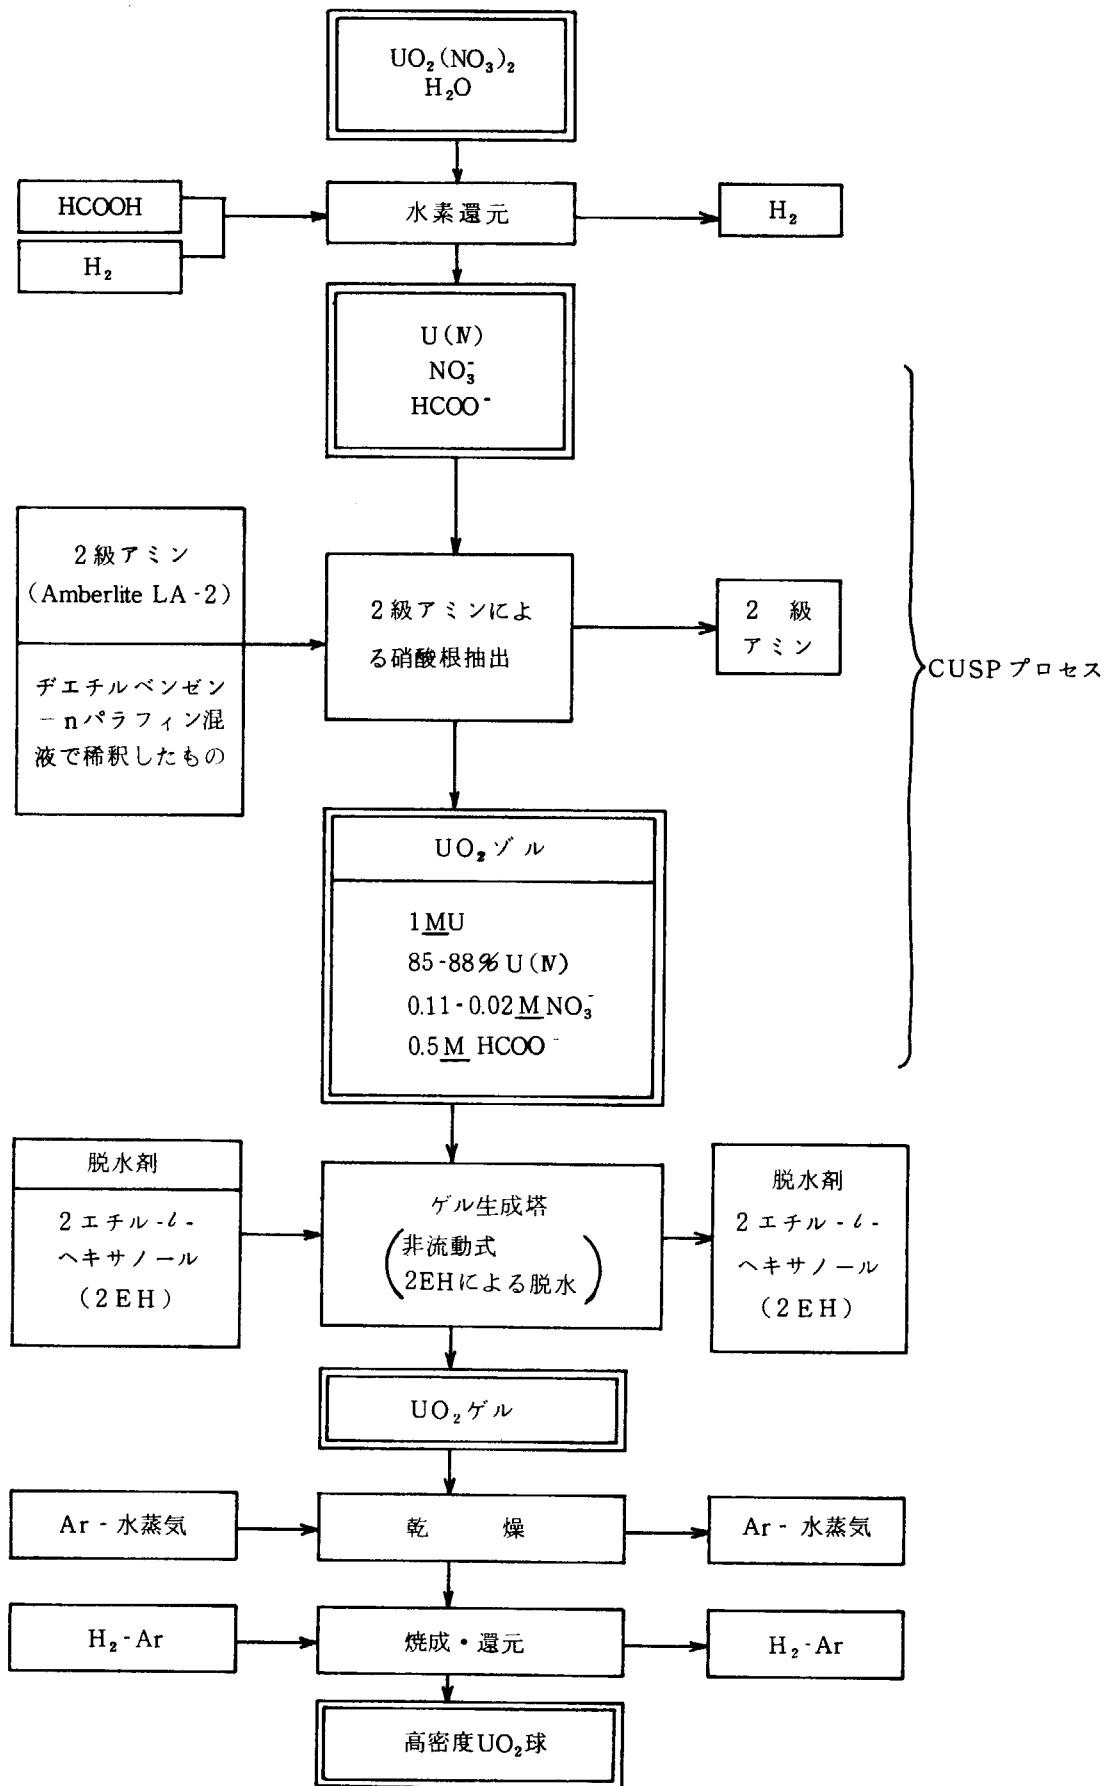 UO₂(NO₃)₂
H₂O
HCOOH
H₂
水素還元
H₂
U(Ⅳ)
NO₃⁻
HCOO⁻
2級アミン
(Amberlite LA-2)
ヂエチルベンゼン
-nパラフィン混
液で稀釈したもの
2級アミンによ
る硝酸根抽出
2 級
アミン
CUSPプロセス
UO₂ゾル
1MU
85-88% U(Ⅳ)
0.11-0.02M NO₃⁻
0.5M HCOO⁻
脱水剤
2エチル-ℓ-
ヘキサノール
(2EH)
ゲル生成塔
(非流動式
2EHによる脱水)
脱水剤
2エチル-ℓ-
ヘキサノール
(2EH)
UO₂ゲル
Ar-水蒸気
乾 燥
Ar-水蒸気
H₂-Ar
焼成・還元
H₂-Ar
高密度UO₂球